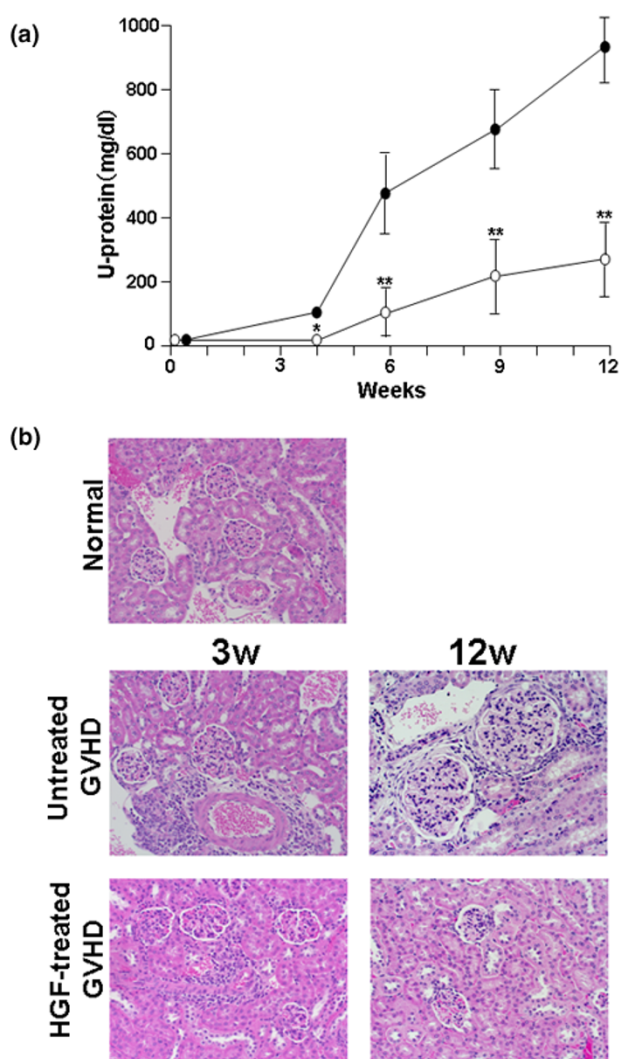 (a)
U-protein(mg/dl)
1000
800
600
400
200
0
*
**
**
**
0 3 6 9 12
Weeks
(b)
Normal
3w 12w
Untreated
GVHD
HGF-treated
GVHD